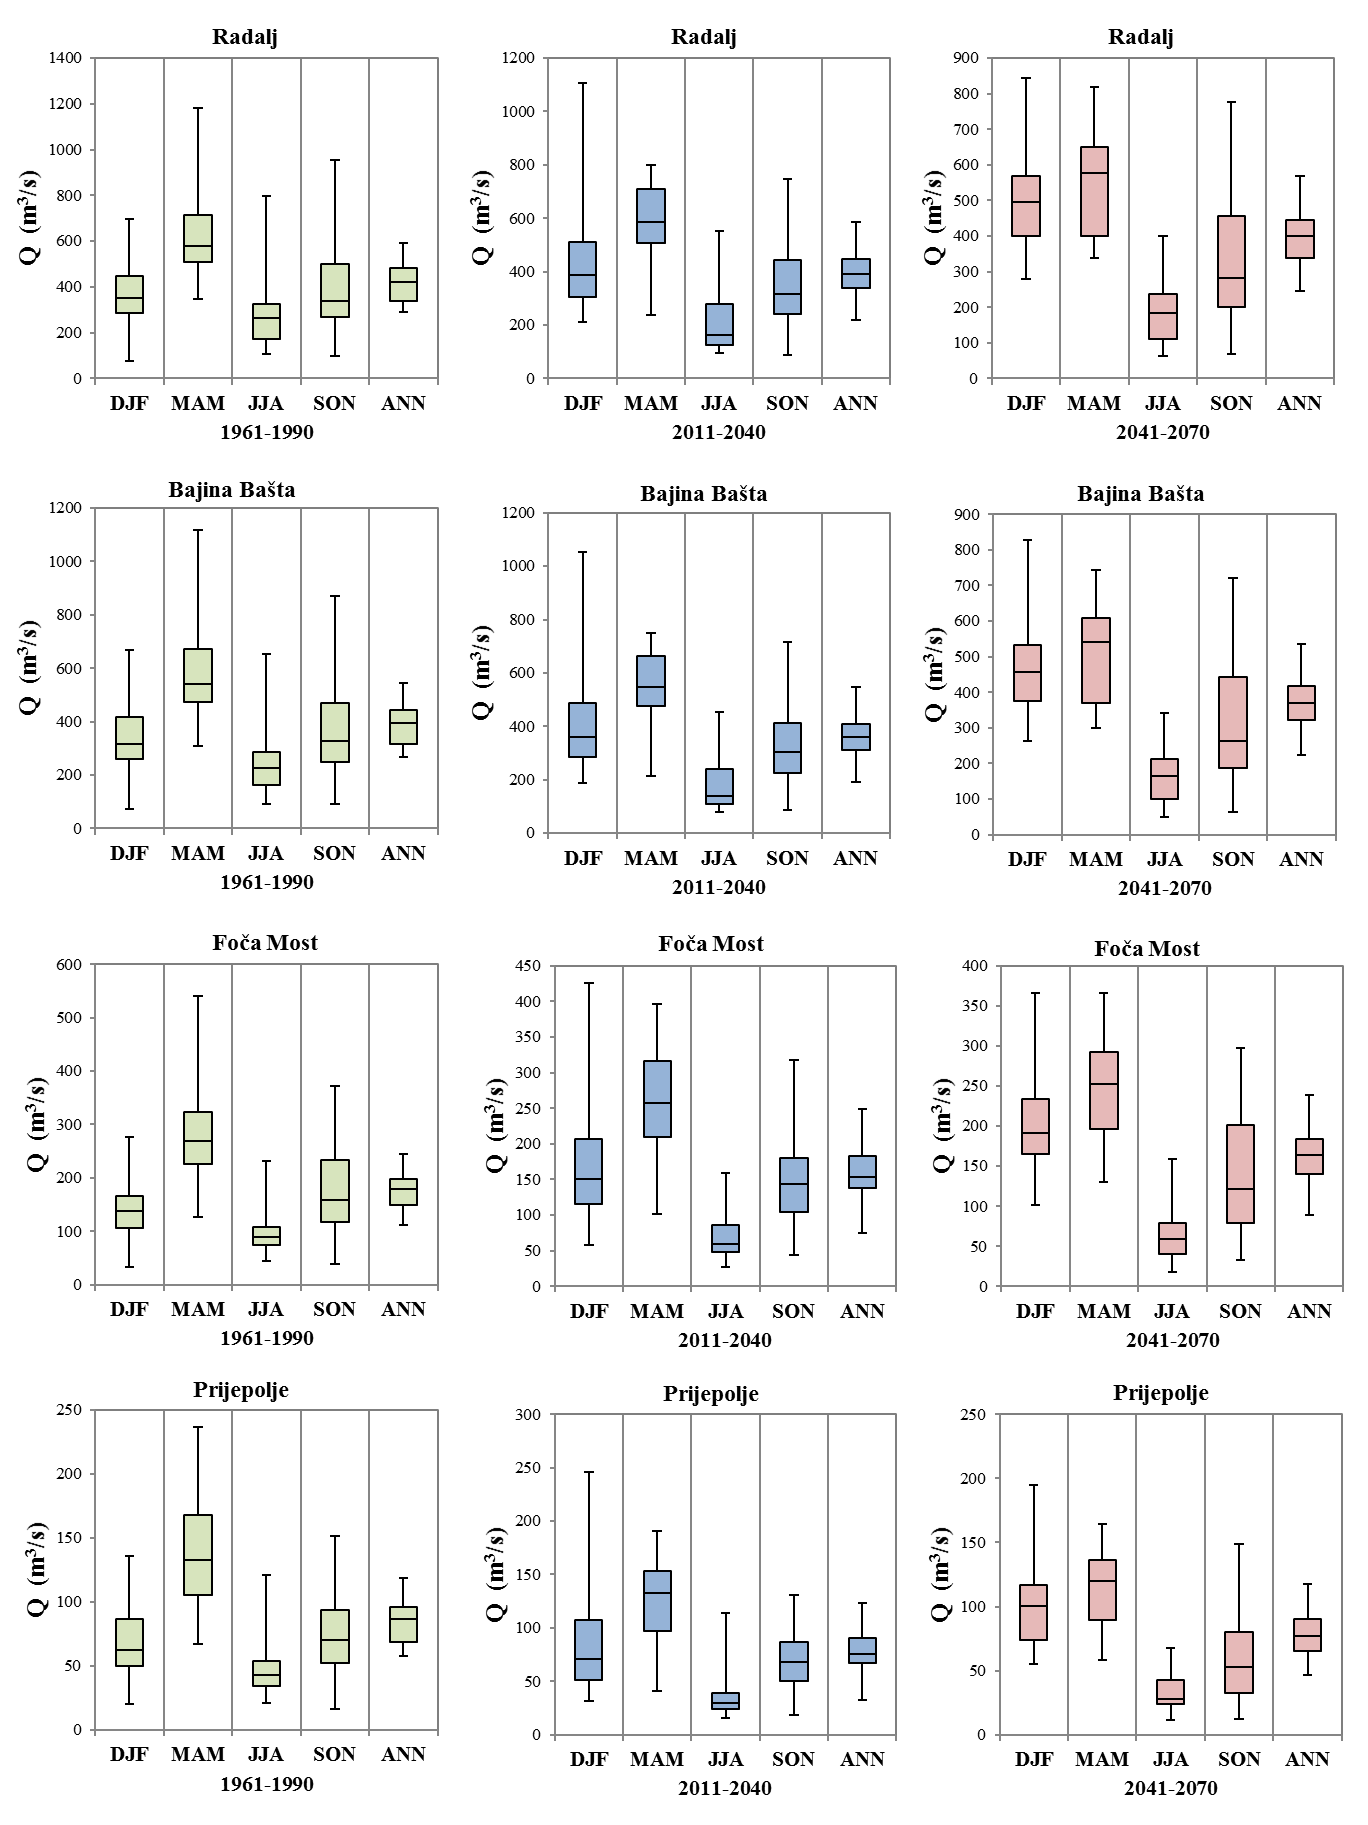 Radalj
1400
1200
1000
800
600
400
200
0
Q (m³/s)
DJF MAM JJA SON ANN
1961-1990
Radalj
1200
1000
800
600
400
200
0
Q (m³/s)
DJF MAM JJA SON ANN
2011-2040
Radalj
900
800
700
600
500
400
300
200
100
0
Q (m³/s)
DJF MAM JJA SON ANN
2041-2070
Bajina Bašta
1200
1000
800
600
400
200
0
Q (m³/s)
DJF MAM JJA SON ANN
1961-1990
Bajina Bašta
1200
1000
800
600
400
200
0
Q (m³/s)
DJF MAM JJA SON ANN
2011-2040
Bajina Bašta
900
800
700
600
500
400
300
200
100
0
Q (m³/s)
DJF MAM JJA SON ANN
2041-2070
Foča Most
600
500
400
300
200
100
0
Q (m³/s)
DJF MAM JJA SON ANN
1961-1990
Foča Most
450
400
350
300
250
200
150
100
50
0
Q (m³/s)
DJF MAM JJA SON ANN
2011-2040
Foča Most
400
350
300
250
200
150
100
50
0
Q (m³/s)
DJF MAM JJA SON ANN
2041-2070
Prijepolje
250
200
150
100
50
0
Q (m³/s)
DJF MAM JJA SON ANN
1961-1990
Prijepolje
300
250
200
150
100
50
0
Q (m³/s)
DJF MAM JJA SON ANN
2011-2040
Prijepolje
250
200
150
100
50
0
Q (m³/s)
DJF MAM JJA SON ANN
2041-2070